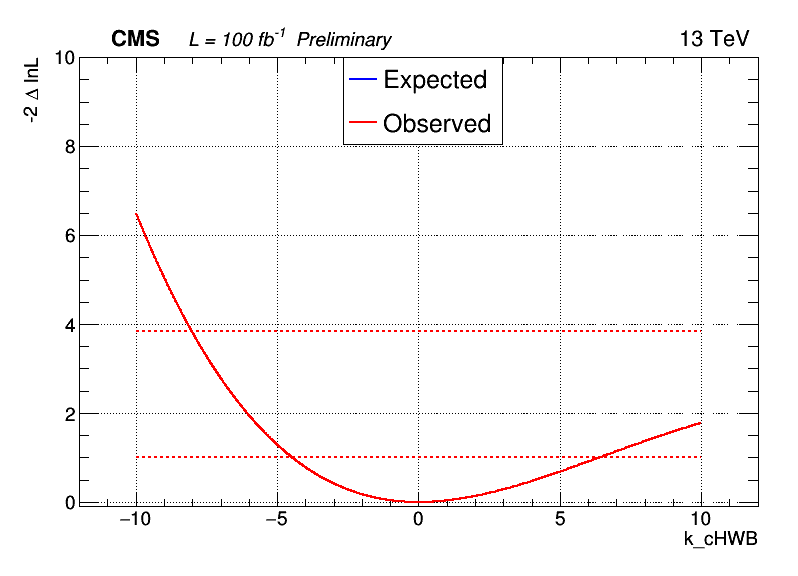 CMS L = 100 fb⁻¹ Preliminary 13 TeV
-2 Δ lnL
Expected
Observed
10
8
6
4
2
0
−10 −5 0 5 10
k_cHWB